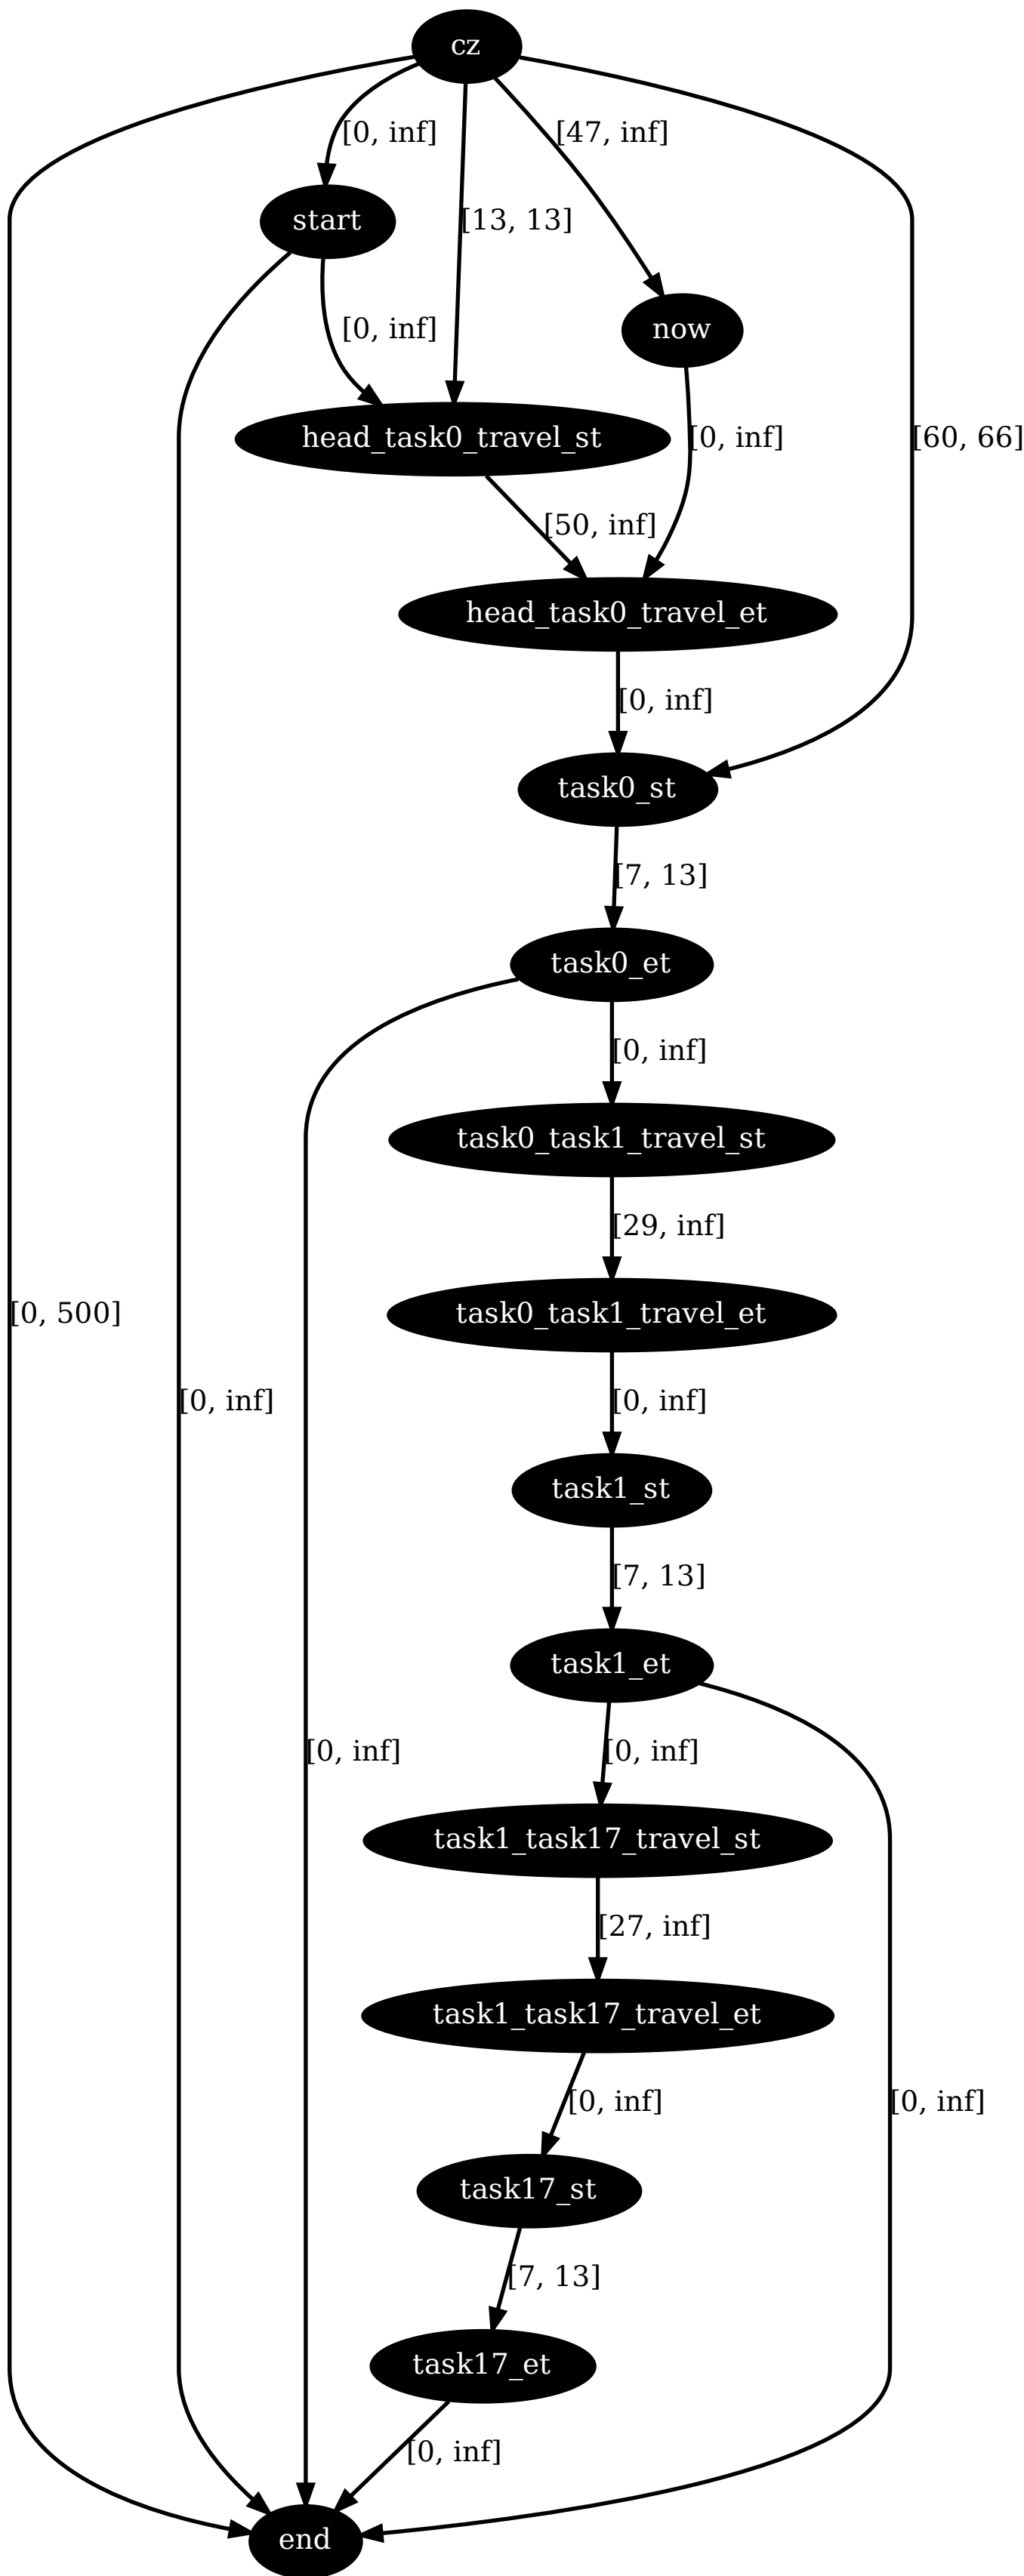 cz
[0, inf]
[47, inf]
start
[13, 13]
now
[0, inf]
head_task0_travel_st
[0, inf]
[60, 66]
[50, inf]
head_task0_travel_et
[0, inf]
task0_st
[7, 13]
task0_et
[0, inf]
task0_task1_travel_st
[29, inf]
task0_task1_travel_et
[0, 500]
[0, inf]
[0, inf]
task1_st
[7, 13]
task1_et
[0, inf]
[0, inf]
task1_task17_travel_st
[27, inf]
task1_task17_travel_et
[0, inf]
[0, inf]
task17_st
[7, 13]
task17_et
[0, inf]
end